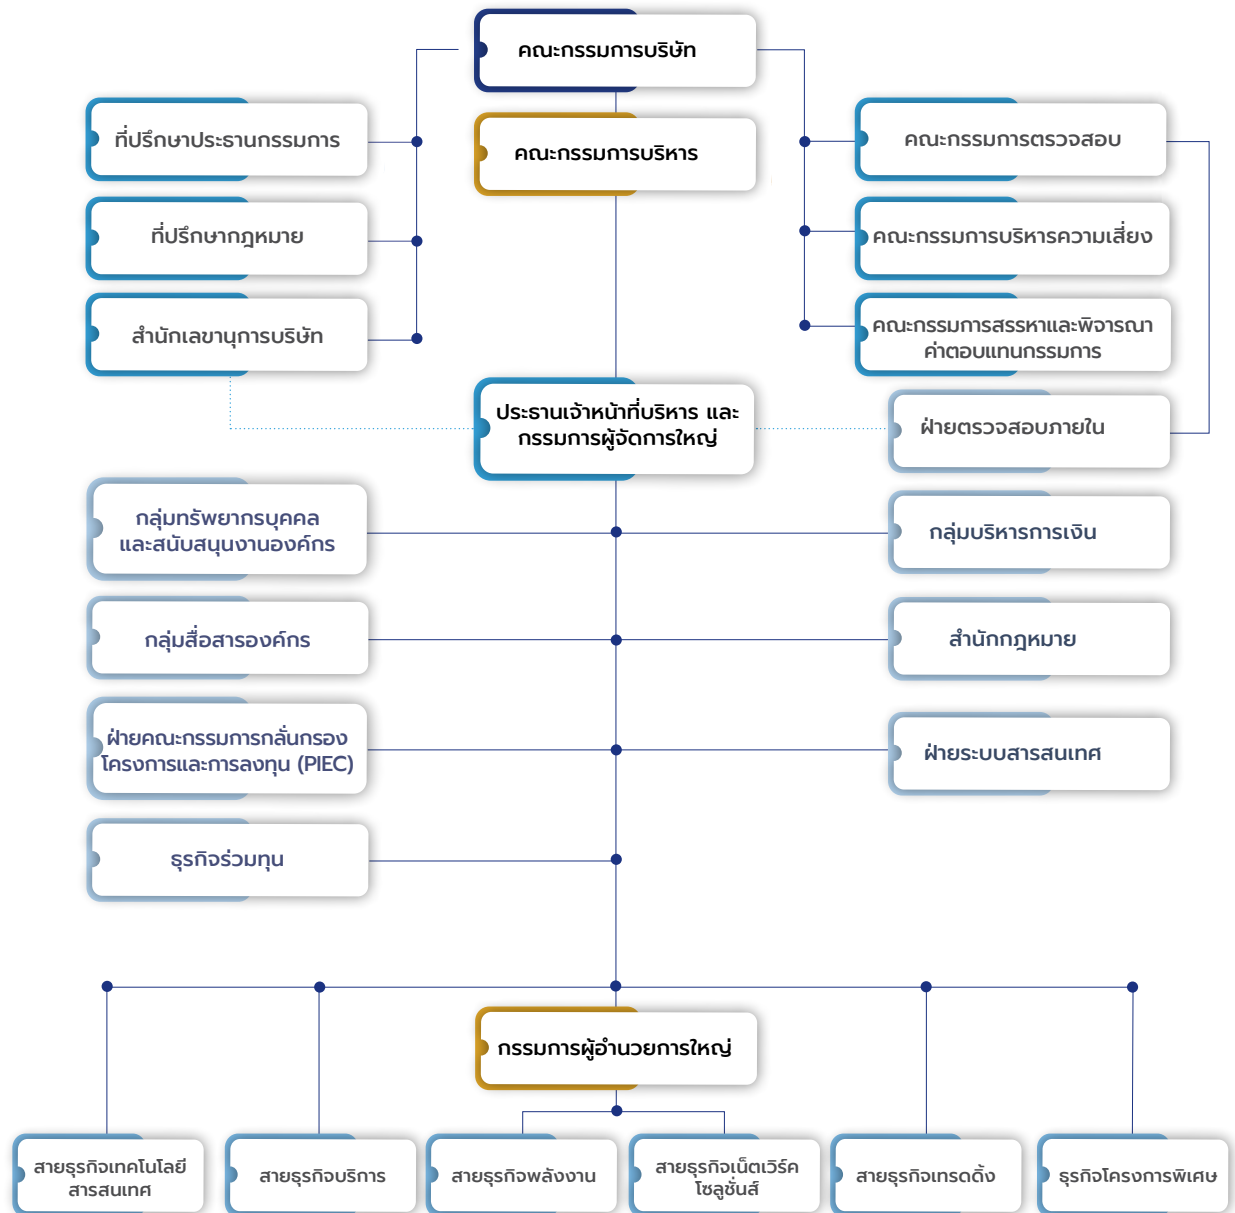 คณะกรรมการบริษัท
คณะกรรมการบริหาร
ที่ปรึกษาประธานกรรมการ
ที่ปรึกษากฎหมาย
สำนักเลขานุการบริษัท
คณะกรรมการตรวจสอบ
คณะกรรมการบริหารความเสี่ยง
คณะกรรมการสรรหาและพิจารณา
ค่าตอบแทนกรรมการ
ประธานเจ้าหน้าที่บริหาร และ
กรรมการผู้จัดการใหญ่
ฝ่ายตรวจสอบภายใน
กลุ่มทรัพยากรบุคคล
และสนับสนุนงานองค์กร
กลุ่มบริหารการเงิน
กลุ่มสื่อสารองค์กร
สำนักกฎหมาย
ฝ่ายคณะกรรมการกลั่นกรอง
โครงการและการลงทุน (PIEC)
ฝ่ายระบบสารสนเทศ
ธุรกิจร่วมทุน
กรรมการผู้อำนวยการใหญ่
สายธุรกิจเทคโนโลยี
สารสนเทศ
สายธุรกิจบริการ
สายธุรกิจพลังงาน
สายธุรกิจเน็ตเวิร์ค
โซลูชั่นส์
สายธุรกิจเทรดดิ้ง
ธุรกิจโครงการพิเศษ